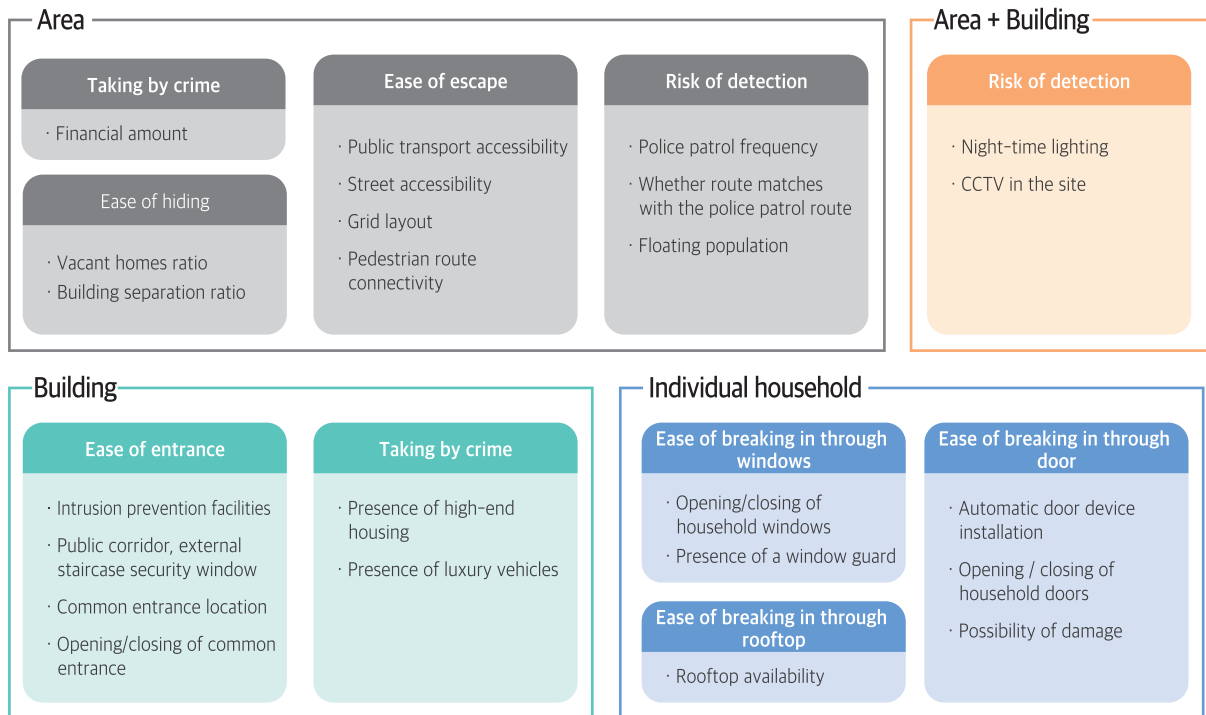 Area
Taking by crime
· Financial amount
Ease of hiding
· Vacant homes ratio
· Building separation ratio
Ease of escape
· Public transport accessibility
· Street accessibility
· Grid layout
· Pedestrian route
connectivity
Risk of detection
· Police patrol frequency
· Whether route matches
with the police patrol route
· Floating population
Area + Building
Risk of detection
· Night-time lighting
· CCTV in the site
Building
Ease of entrance
· Intrusion prevention facilities
· Public corridor, external
staircase security window
· Common entrance location
· Opening/closing of common
entrance
Taking by crime
· Presence of high-end
housing
· Presence of luxury vehicles
Individual household
Ease of breaking in through
windows
· Opening/closing of
household windows
· Presence of a window guard
Ease of breaking in through
rooftop
· Rooftop availability
Ease of breaking in through
door
· Automatic door device
installation
· Opening / closing of
household doors
· Possibility of damage